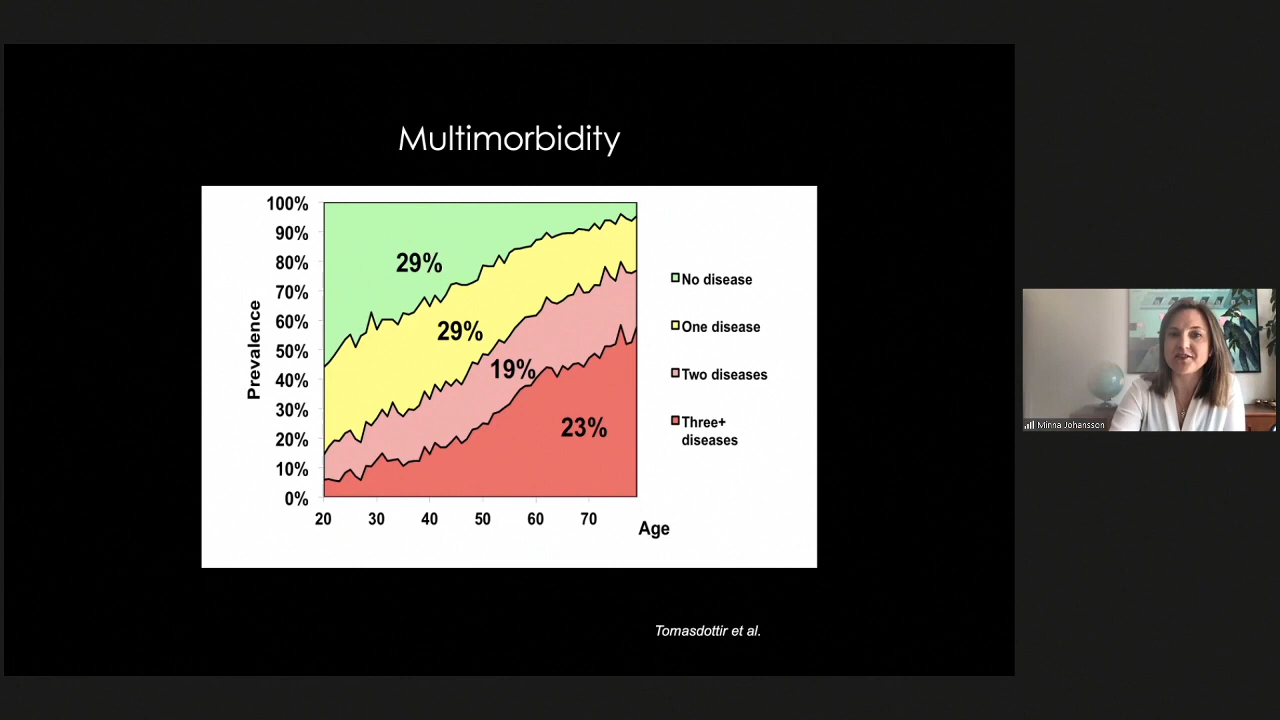 Multimorbidity
100%
90%
80%
70%
60%
50%
40%
30%
20%
10%
0%
Prevalence
29%
29%
19%
23%
20 30 40 50 60 70
Age
No disease
One disease
Two diseases
Three+
diseases
Tomasdottir et al.
Minna Johansson